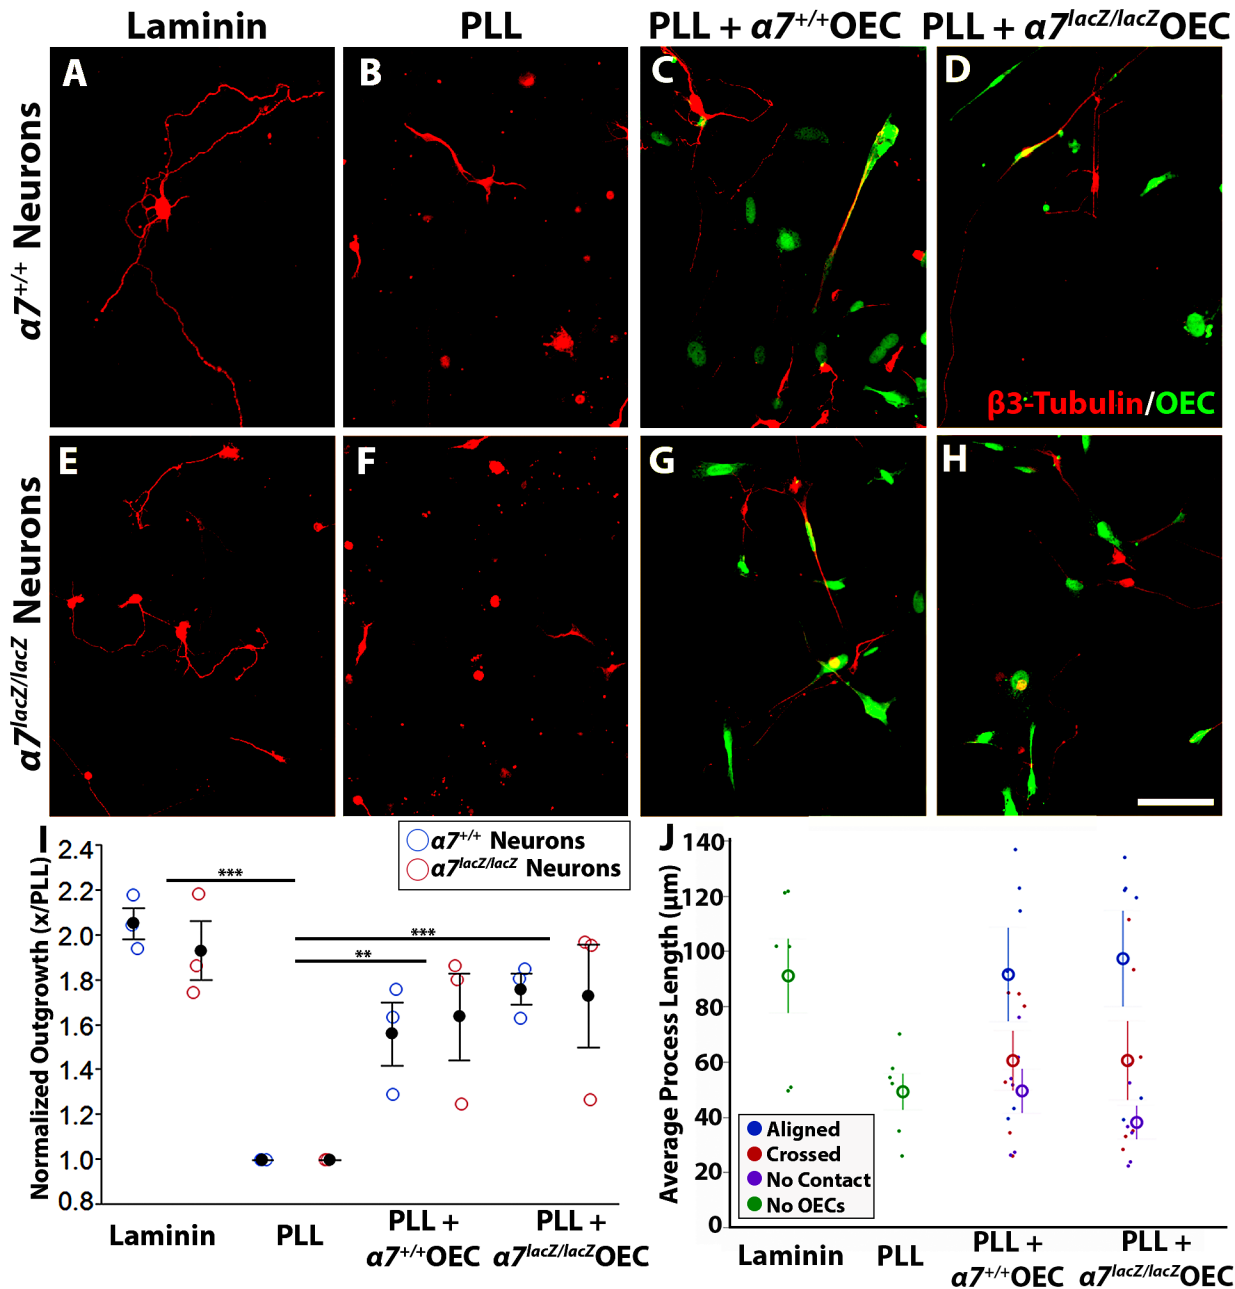 Laminin
PLL
PLL + α7+/+OEC
PLL + α7lacZ/lacZOEC
α7+/+ Neurons
A
B
C
D
β3-Tubulin/OEC
α7lacZ/lacZ Neurons
E
F
G
H
I
α7+/+ Neurons
α7lacZ/lacZ Neurons
Normalized Outgrowth (x/PLL)
2.4
2.2
2.0
1.8
1.6
1.4
1.2
1.0
0.8
***
***
**
Laminin
PLL
PLL +
α7+/+OEC
PLL +
α7lacZ/lacZOEC
J
Average Process Length (μm)
140
120
100
80
60
40
20
0
Aligned
Crossed
No Contact
No OECs
Laminin
PLL
PLL +
α7+/+OEC
PLL +
α7lacZ/lacZOEC